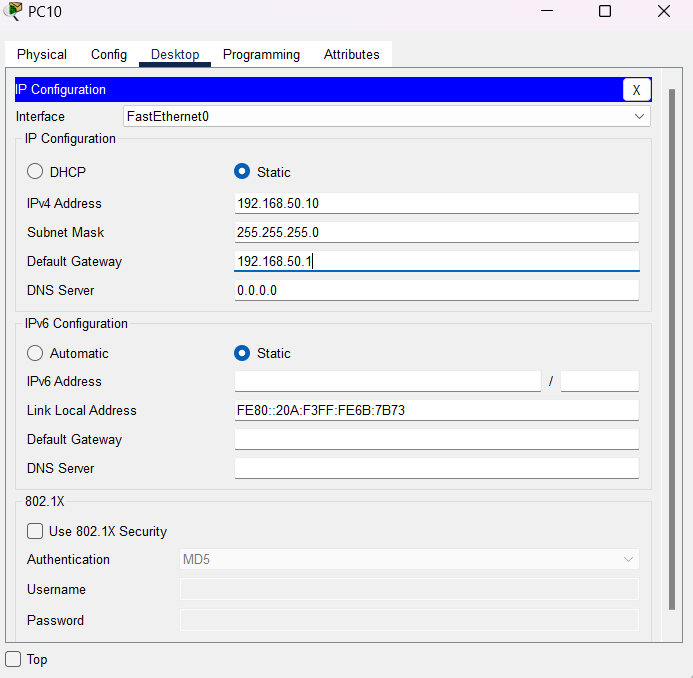 PC10
Physical Config Desktop Programming Attributes
IP Configuration X
Interface FastEthernet0
IP Configuration
DHCP Static
IPv4 Address 192.168.50.10
Subnet Mask 255.255.255.0
Default Gateway 192.168.50.1
DNS Server 0.0.0.0
IPv6 Configuration
Automatic Static
IPv6 Address /
Link Local Address FE80::20A:F3FF:FE6B:7B73
Default Gateway
DNS Server
802.1X
Use 802.1X Security
Authentication MD5
Username
Password
Top